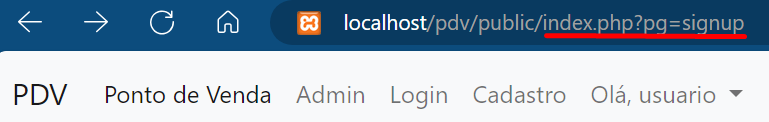 localhost/pdv/public/index.php?pg=signup
PDV Ponto de Venda Admin Login Cadastro Olá, usuario